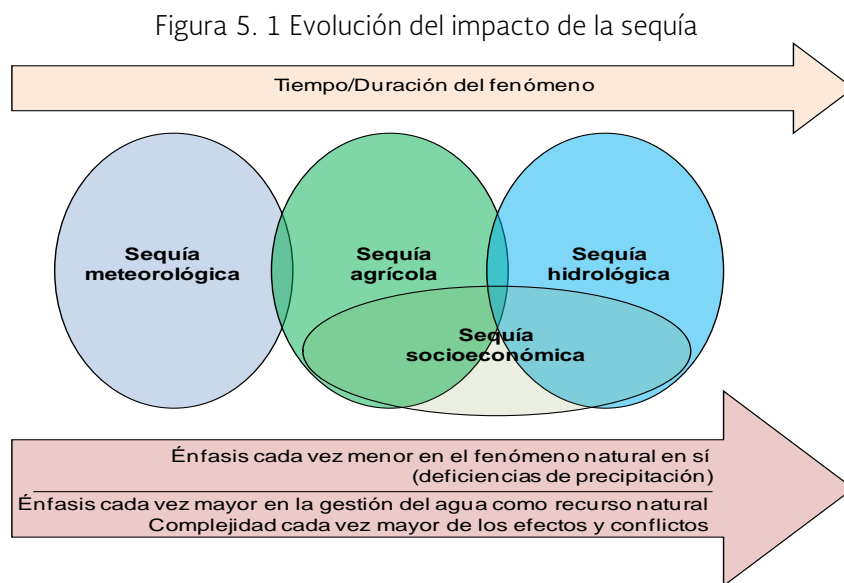 Figura 5. 1 Evolución del impacto de la sequía
Tiempo/Duración del fenómeno
Sequía
meteorológica
Sequía
agrícola
Sequía
hidrológica
Sequía
socioeconómica
Énfasis cada vez menor en el fenómeno natural en sí
(deficiencias de precipitación)
Énfasis cada vez mayor en la gestión del agua como recurso natural
Complejidad cada vez mayor de los efectos y conflictos